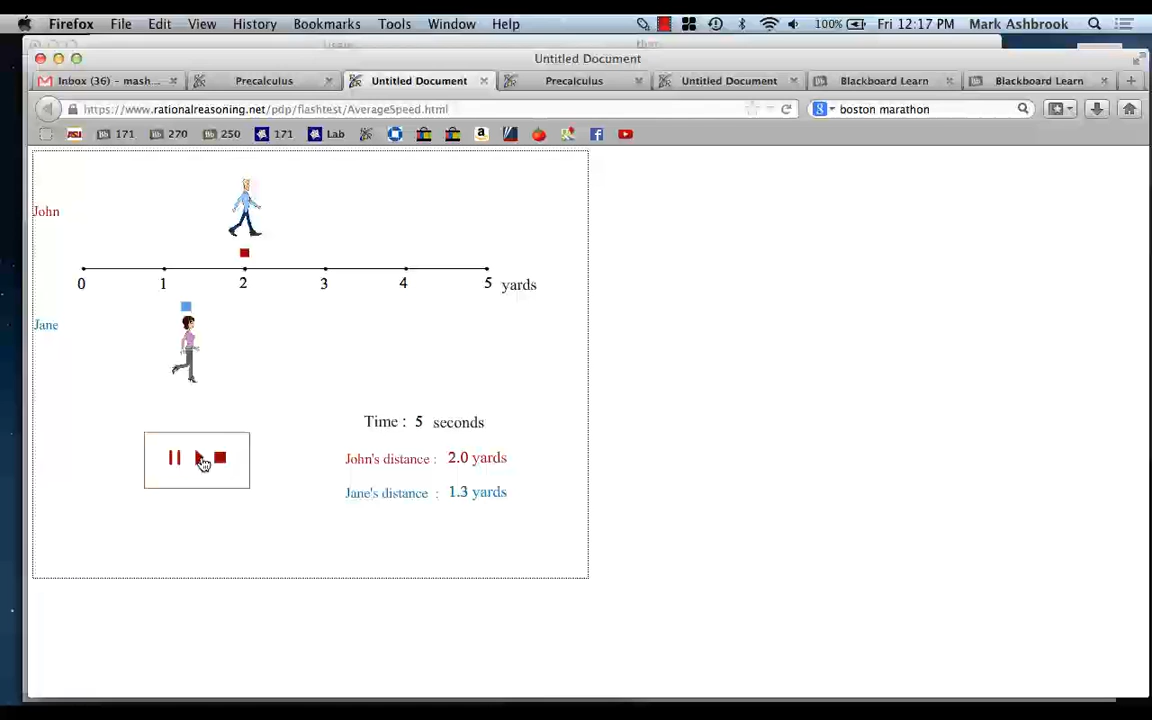 Firefox File Edit View History Bookmarks Tools Window Help 100% Fri 12:17 PM Mark Ashbrook
Untitled Document
Inbox (36) - mash... Precalculus Untitled Document Precalculus Untitled Document Blackboard Learn Blackboard Learn
https://www.rationalreasoning.net/pdp/flashtest/AverageSpeed.html 8 boston marathon
ASU 171 270 250 171 Lab
John
0 1 2 3 4 5 yards
Jane
Time : 5 seconds
John's distance : 2.0 yards
Jane's distance : 1.3 yards